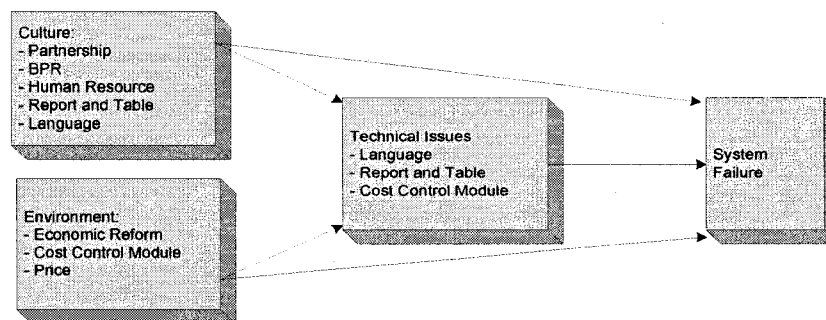 Culture:
- Partnership
- BPR
- Human Resource
- Report and Table
- Language
Environment:
- Economic Reform
- Cost Control Module
- Price
Technical Issues
- Language
- Report and Table
- Cost Control Module
System
Failure